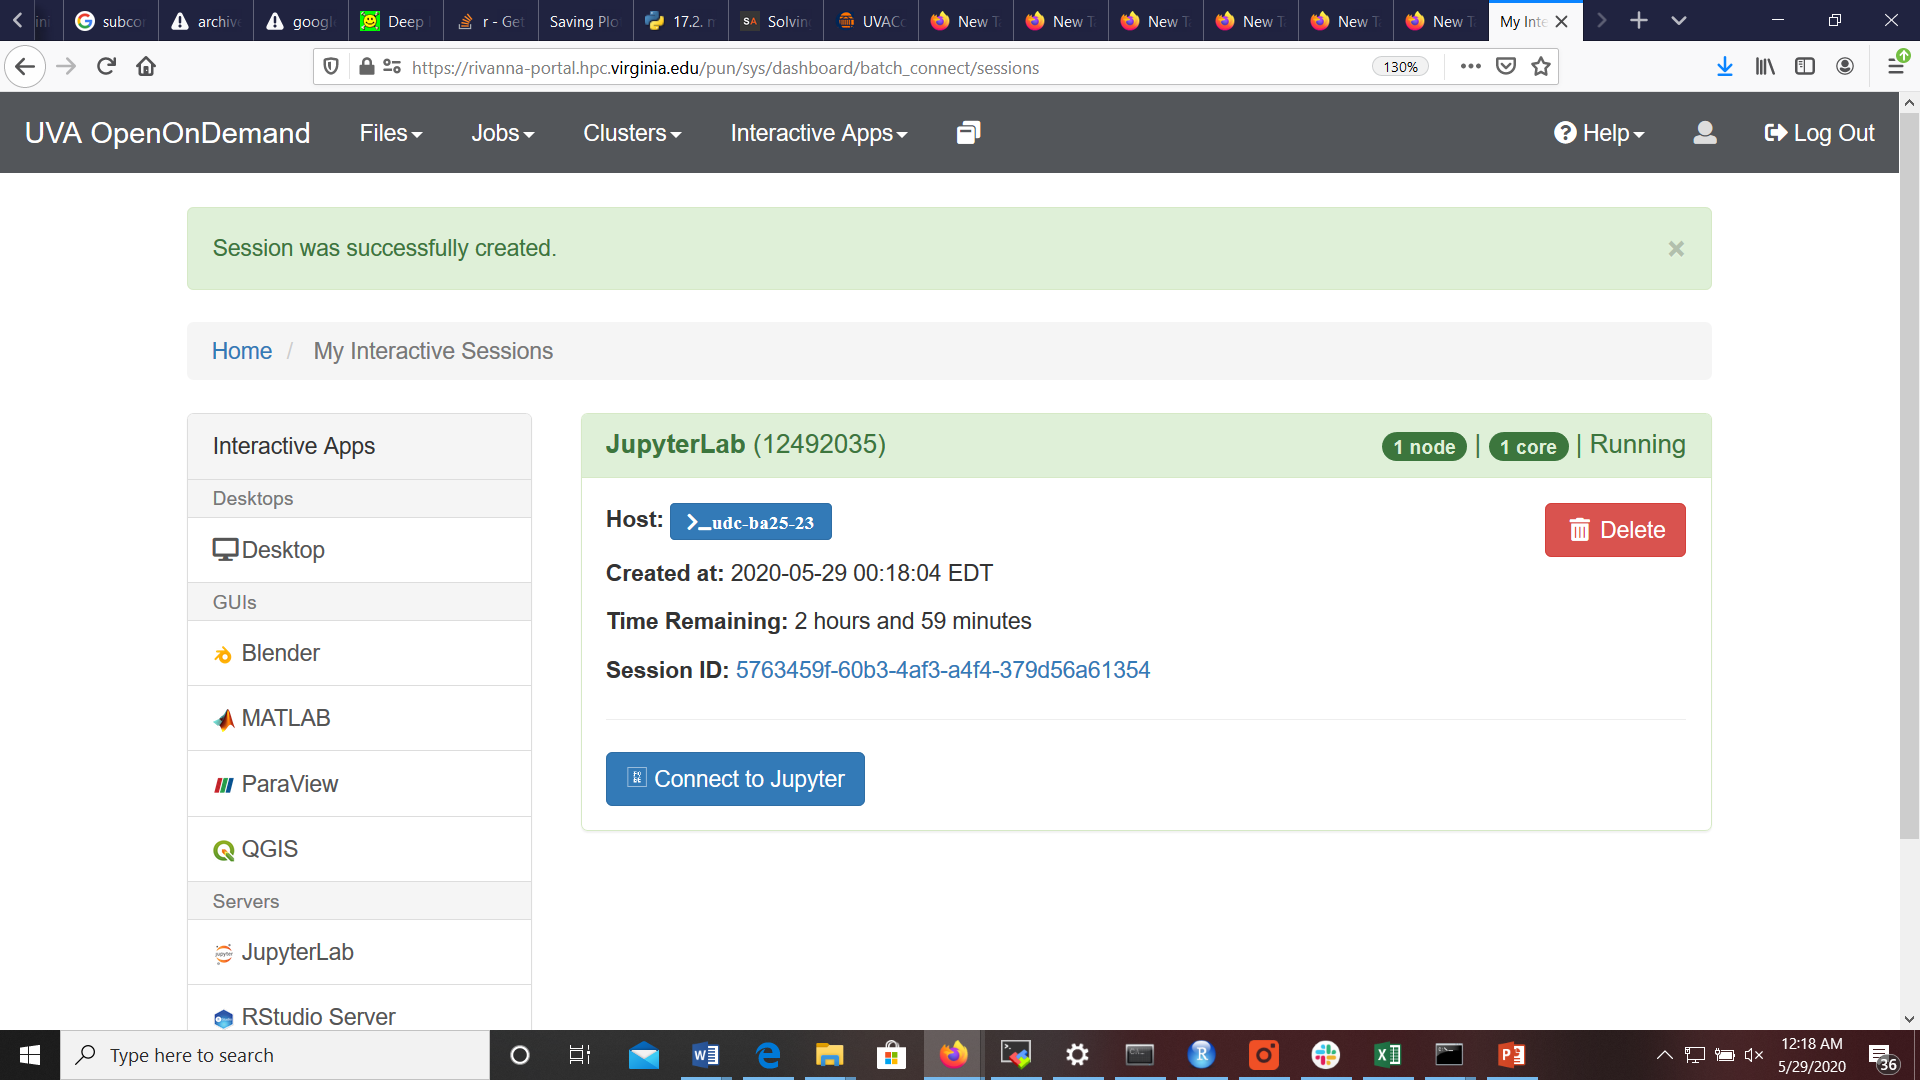 subco
archiv
googl
Deep
r - Get
Saving Plo
17.2. m
Solvin
UVACo
New T
New T
New T
New T
New T
New T
My Inte
https://rivanna-portal.hpc.virginia.edu/pun/sys/dashboard/batch_connect/sessions
130%
UVA OpenOnDemand Files Jobs Clusters Interactive Apps Help Log Out
Session was successfully created.
×
Home / My Interactive Sessions
Interactive Apps
Desktops
Desktop
GUIs
Blender
MATLAB
ParaView
QGIS
Servers
JupyterLab
RStudio Server
JupyterLab (12492035) 1 node | 1 core | Running
Host: >_udc-ba25-23
Delete
Created at: 2020-05-29 00:18:04 EDT
Time Remaining: 2 hours and 59 minutes
Session ID: 5763459f-60b3-4af3-a4f4-379d56a61354
Connect to Jupyter
Type here to search
12:18 AM
5/29/2020
36